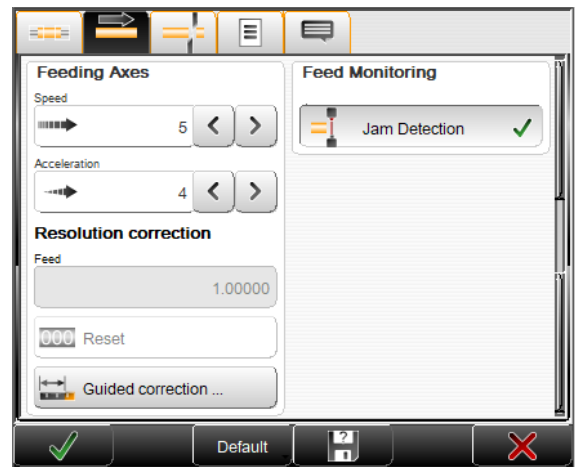 Feeding Axes
Speed
5
Acceleration
4
Resolution correction
Feed
1.00000
000 Reset
Guided correction ...
Feed Monitoring
Jam Detection
Default
?